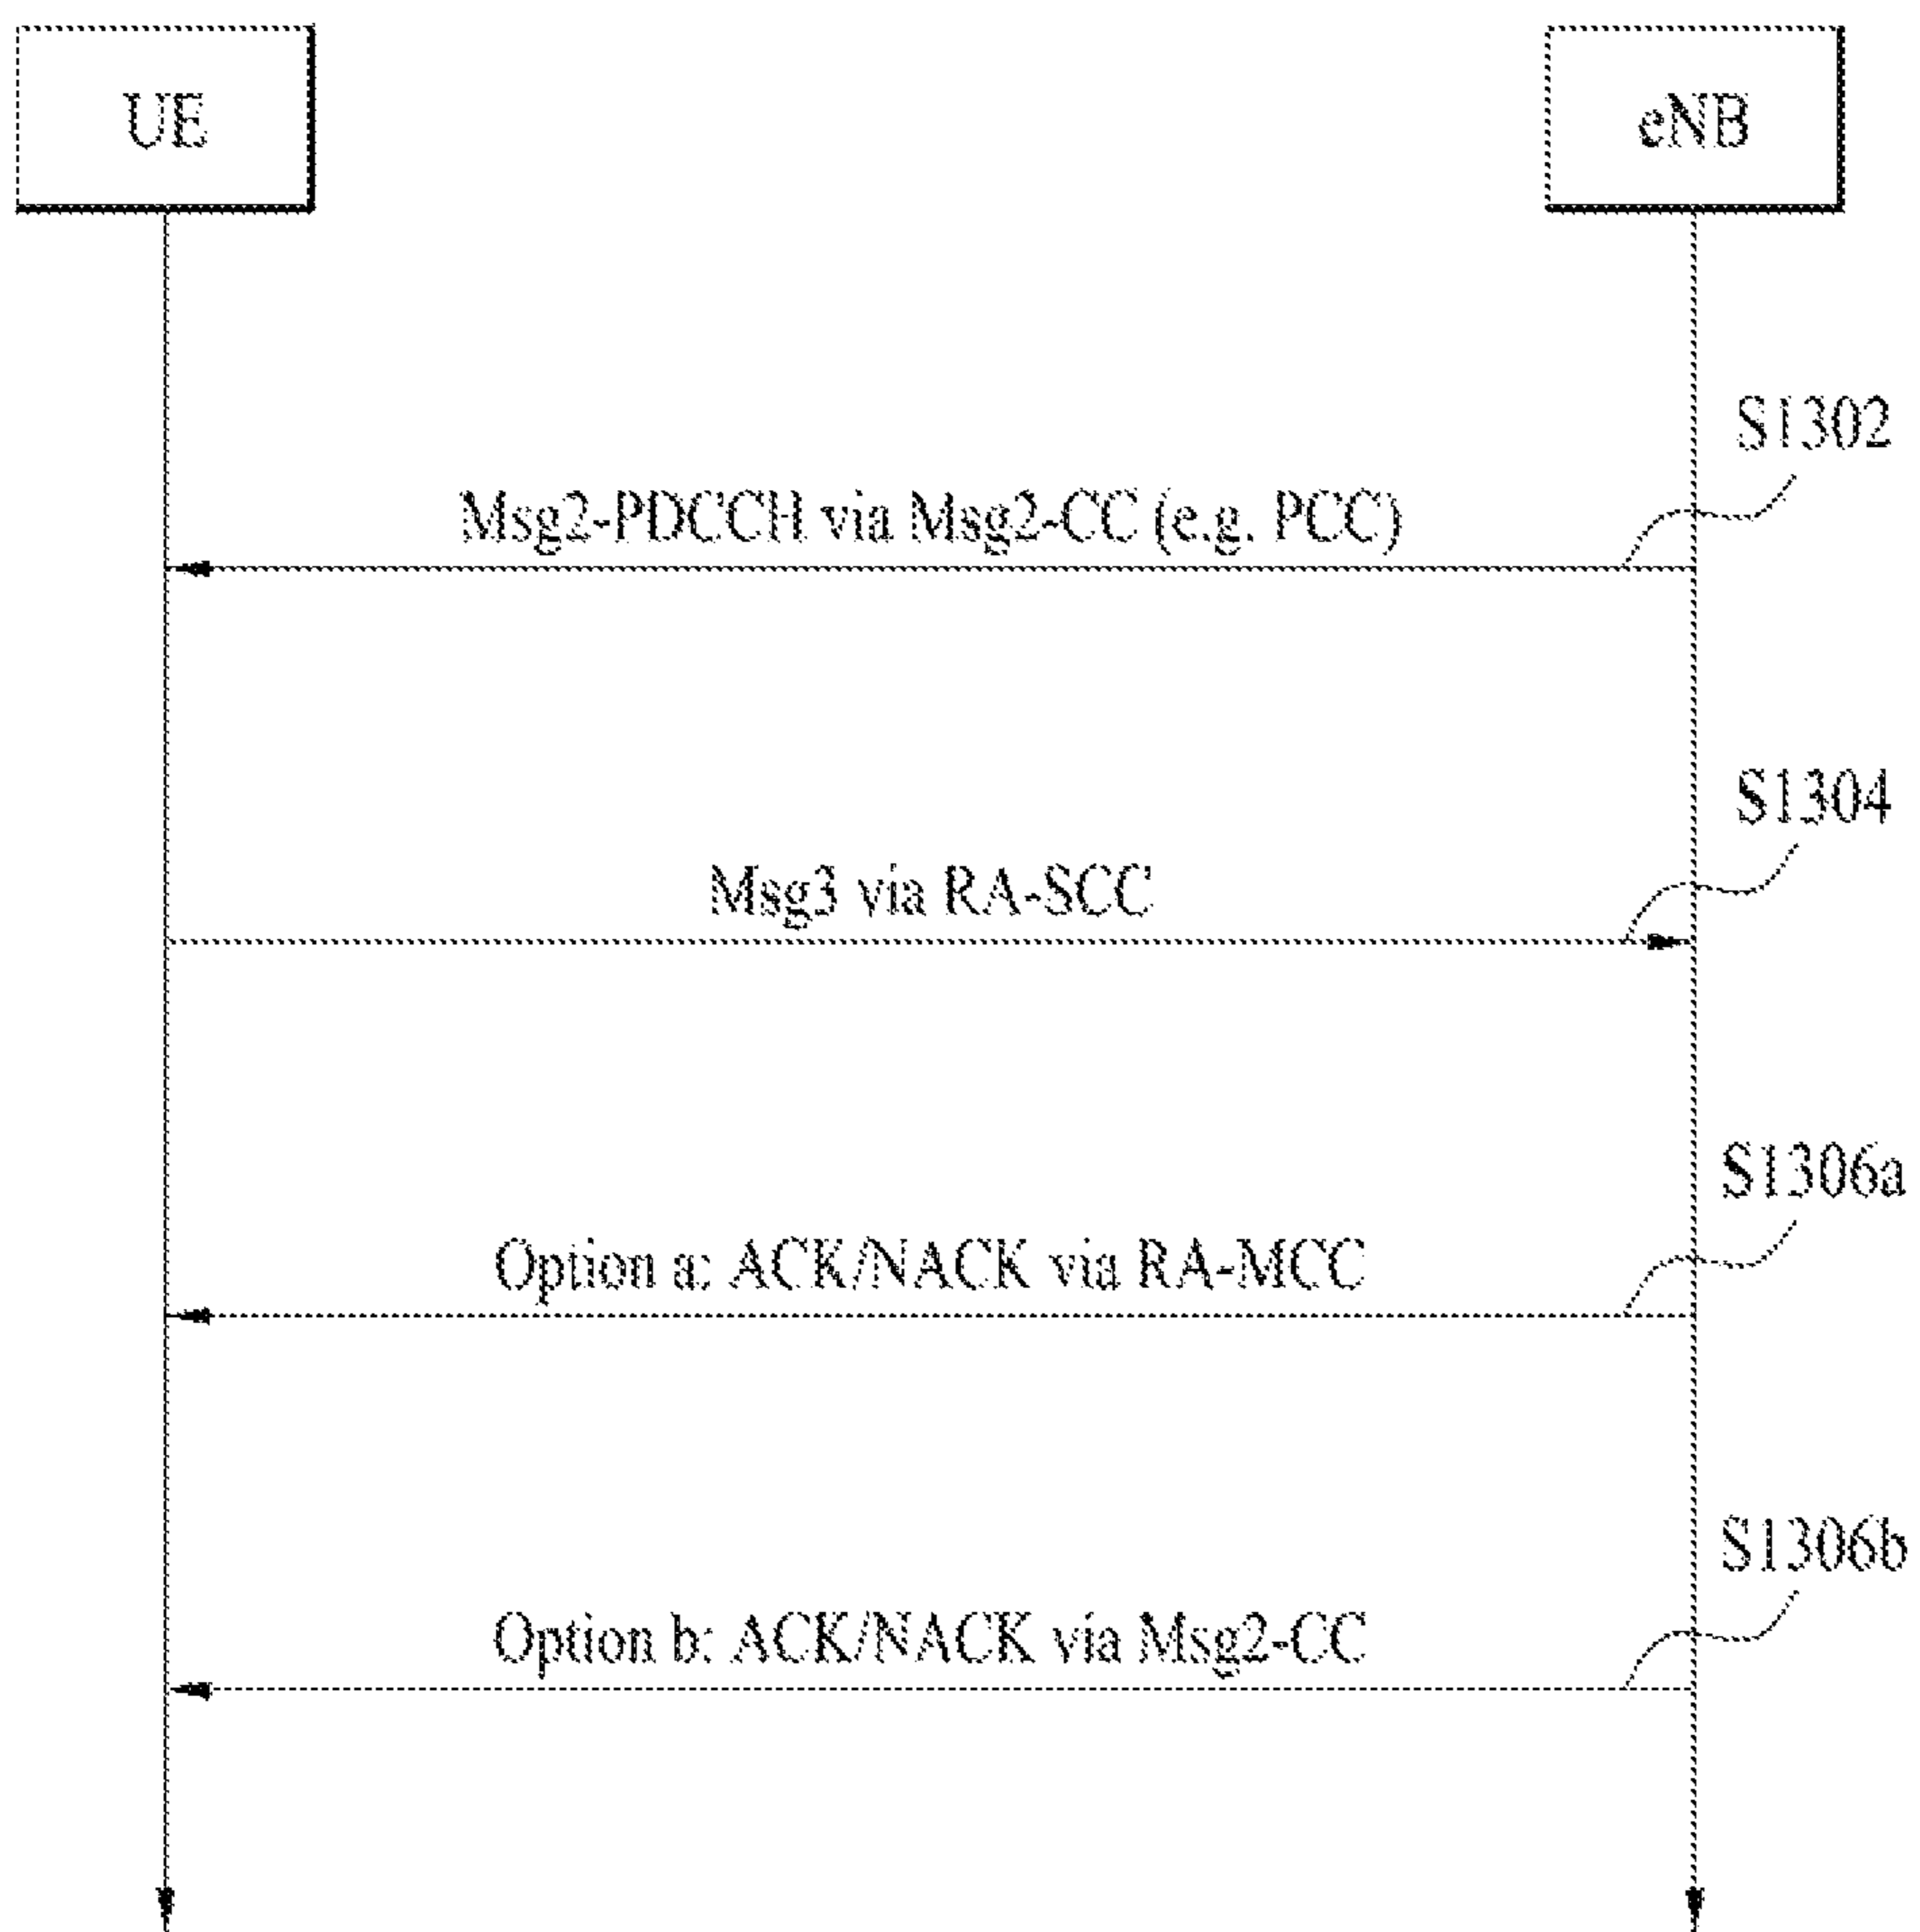 UE
eNB
S1302
Msg2-PDCCH via Msg2-CC (e.g. PCC)
S1304
Msg3 via RA-SCC
S1306a
Option a: ACK/NACK via RA-MCC
S1306b
Option b: ACK/NACK via Msg2-CC